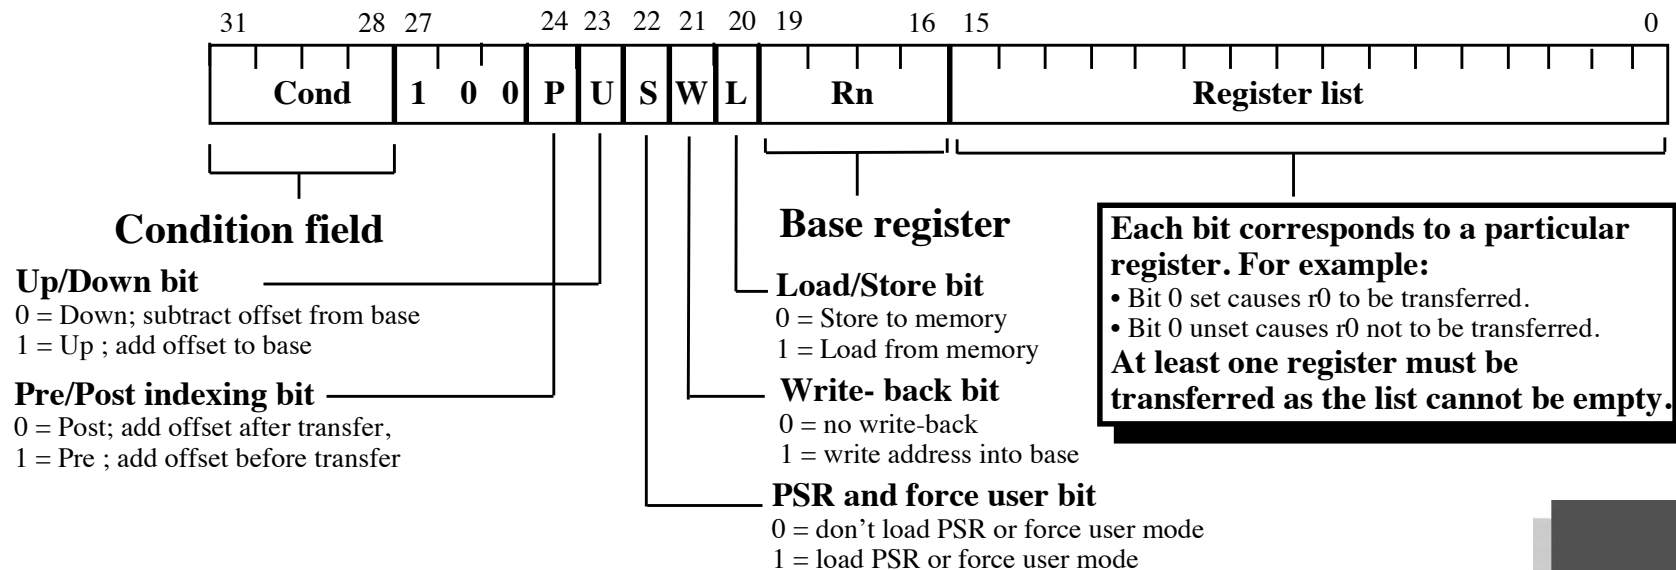 31 28 27 24 23 22 21 20 19 16 15 0
Cond 1 0 0 P U S W L Rn Register list
Condition field
Up/Down bit
0 = Down; subtract offset from base
1 = Up ; add offset to base
Pre/Post indexing bit
0 = Post; add offset after transfer,
1 = Pre ; add offset before transfer
Base register
Load/Store bit
0 = Store to memory
1 = Load from memory
Write- back bit
0 = no write-back
1 = write address into base
PSR and force user bit
0 = don’t load PSR or force user mode
1 = load PSR or force user mode
Each bit corresponds to a particular
register. For example:
• Bit 0 set causes r0 to be transferred.
• Bit 0 unset causes r0 not to be transferred.
At least one register must be
transferred as the list cannot be empty.